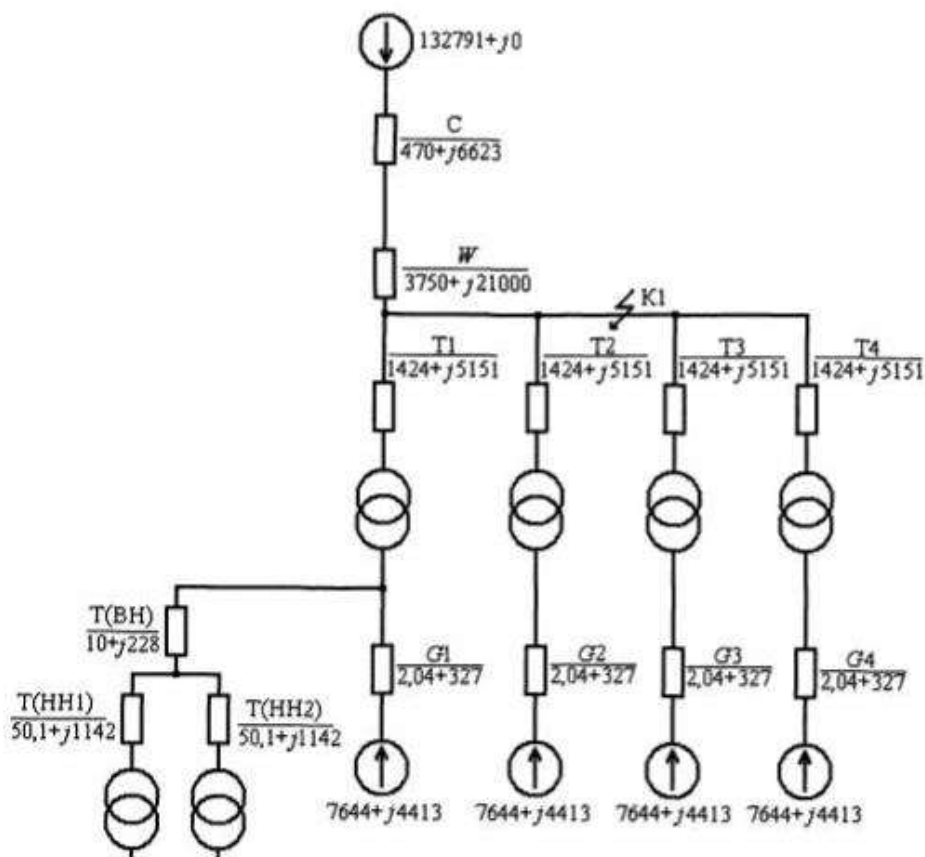 132791+j0
C
470+j6623
W
3750+j21000
K1
T1
1424+j5151
T2
1424+j5151
T3
1424+j5151
T4
1424+j5151
T(BH)
10+j228
G1
2,04+327
G2
2,04+327
G3
2,04+327
G4
2,04+327
T(HH1)
50,1+j1142
T(HH2)
50,1+j1142
7644+j4413
7644+j4413
7644+j4413
7644+j4413